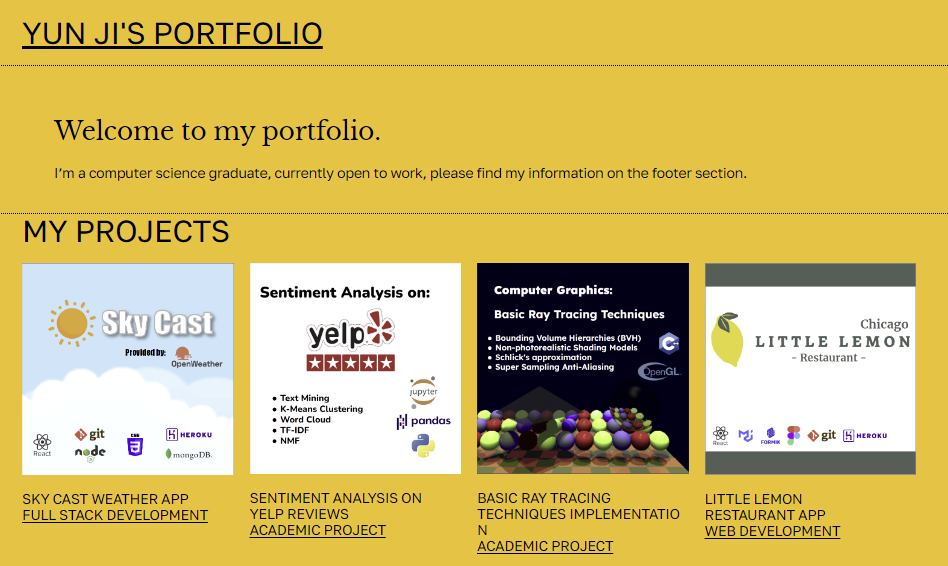 YUN JI'S PORTFOLIO
Welcome to my portfolio.
I'm a computer science graduate, currently open to work, please find my information on the footer section.
MY PROJECTS
Sky Cast
Provided by:
OpenWeather
React
git
node
CSS
HEROKU
mongoDB.
SKY CAST WEATHER APP
FULL STACK DEVELOPMENT
Sentiment Analysis on:
yelp
• Text Mining
• K-Means Clustering
• Word Cloud
• TF-IDF
• NMF
jupyter
pandas
SENTIMENT ANALYSIS ON
YELP REVIEWS
ACADEMIC PROJECT
Computer Graphics:
Basic Ray Tracing Techniques
• Bounding Volume Hierarchies (BVH)
• Non-photorealistic Shading Models
• Schlick's approximation
• Super Sampling Anti-Aliasing
C++
OpenGL
BASIC RAY TRACING
TECHNIQUES IMPLEMENTATIO
N
ACADEMIC PROJECT
Chicago
LITTLE LEMON
- Restaurant -
React
FORMIK
git
HEROKU
LITTLE LEMON
RESTAURANT APP
WEB DEVELOPMENT